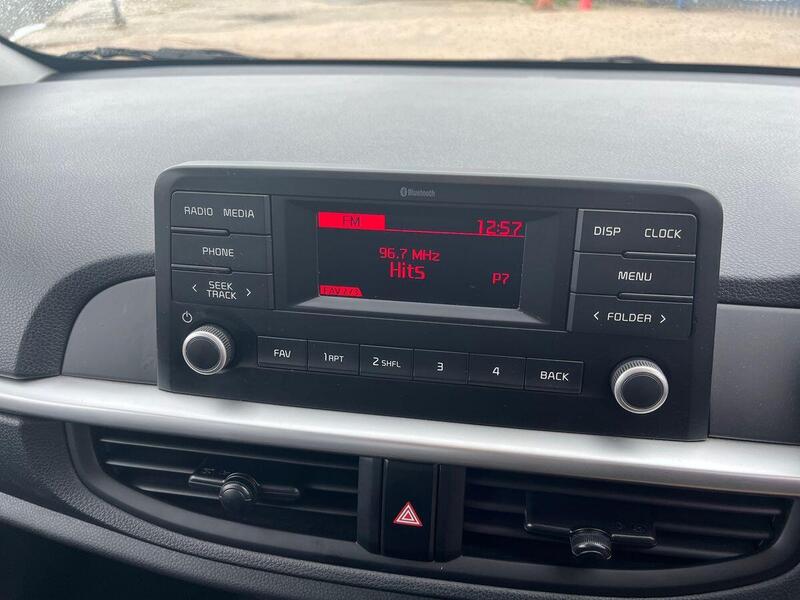 Bluetooth
RADIO MEDIA
PHONE
< SEEK TRACK >
FM 12:57
96.7 MHz
Hits P7
DISP CLOCK
MENU
< FOLDER >
FAV 1 RPT 2 SHFL 3 4 BACK